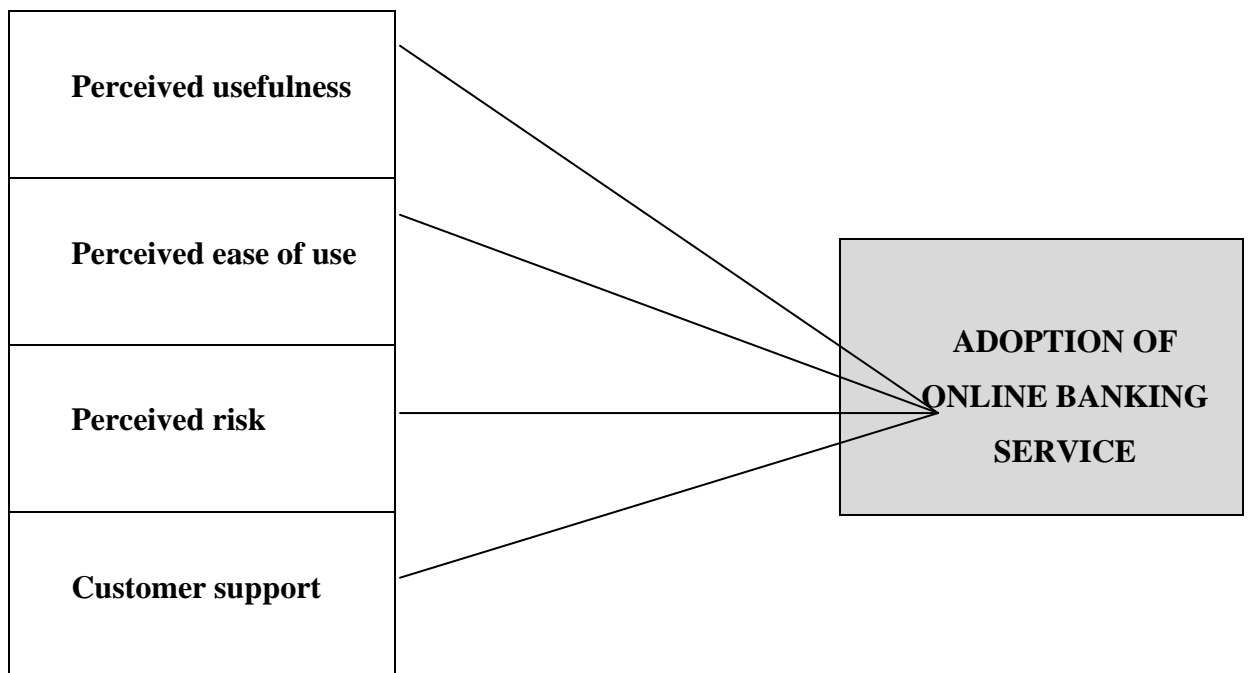 Perceived usefulness
Perceived ease of use
Perceived risk
Customer support
ADOPTION OF
ONLINE BANKING
SERVICE